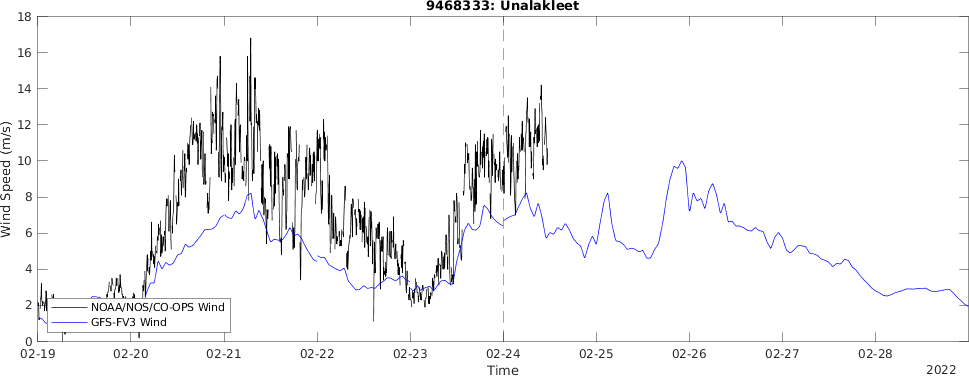 9468333: Unalakleet
Wind Speed (m/s)
18
16
14
12
10
8
6
4
2
0
NOAA/NOS/CO-OPS Wind
GFS-FV3 Wind
02-19 02-20 02-21 02-22 02-23 02-24 02-25 02-26 02-27 02-28
Time
2022